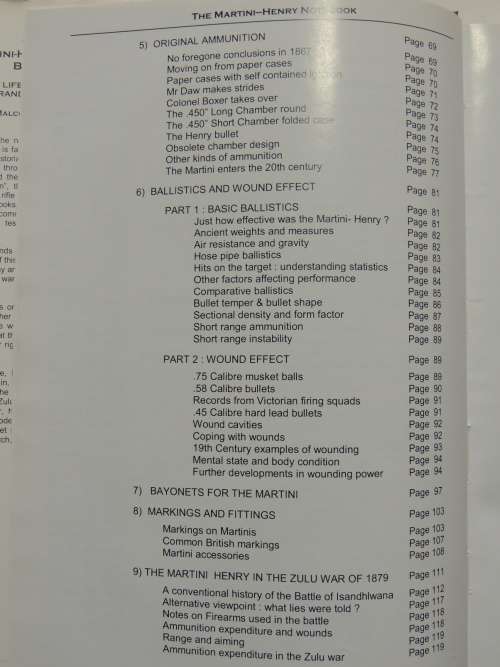 THE MARTINI–HENRY NOTEBOOK
5) ORIGINAL AMMUNITION Page 69
No foregone conclusions in 1867 Page 69
Moving on from paper cases Page 70
Paper cases with self contained ignition Page 70
Mr Daw makes strides Page 71
Colonel Boxer takes over Page 72
The .450" Long Chamber round Page 73
The .450" Short Chamber folded case Page 74
The Henry bullet Page 74
Obsolete chamber design Page 75
Other kinds of ammunition Page 76
The Martini enters the 20th century Page 77
6) BALLISTICS AND WOUND EFFECT Page 81
PART 1 : BASIC BALLISTICS Page 81
Just how effective was the Martini- Henry ? Page 81
Ancient weights and measures Page 82
Air resistance and gravity Page 82
Hose pipe ballistics Page 83
Hits on the target : understanding statistics Page 84
Other factors affecting performance Page 84
Comparative ballistics Page 85
Bullet temper & bullet shape Page 86
Sectional density and form factor Page 87
Short range ammunition Page 88
Short range instability Page 89
PART 2 : WOUND EFFECT Page 89
.75 Calibre musket balls Page 89
.58 Calibre bullets Page 90
Records from Victorian firing squads Page 91
.45 Calibre hard lead bullets Page 91
Wound cavities Page 92
Coping with wounds Page 92
19th Century examples of wounding Page 93
Mental state and body condition Page 94
Further developments in wounding power Page 94
7) BAYONETS FOR THE MARTINI Page 97
8) MARKINGS AND FITTINGS Page 103
Markings on Martinis Page 103
Common British markings Page 107
Martini accessories Page 108
9) THE MARTINI HENRY IN THE ZULU WAR OF 1879 Page 111
A conventional history of the Battle of Isandhlwana Page 112
Alternative viewpoint : what lies were told ? Page 117
Notes on Firearms used in the battle Page 118
Ammunition expenditure and wounds Page 118
Range and aiming Page 119
Ammunition expenditure in the Zulu war Page 119